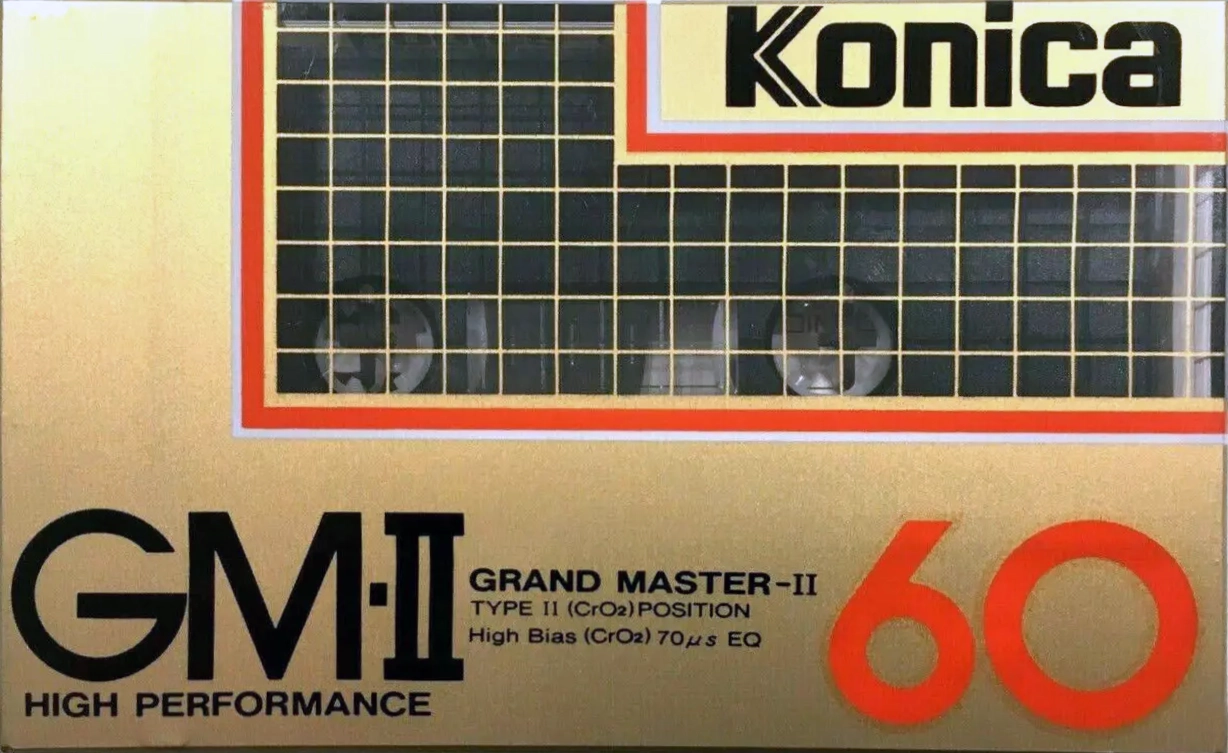 Konica
GM·II
GRAND MASTER-II
TYPE II (CrO2) POSITION
High Bias (CrO2) 70μs EQ
HIGH PERFORMANCE
60